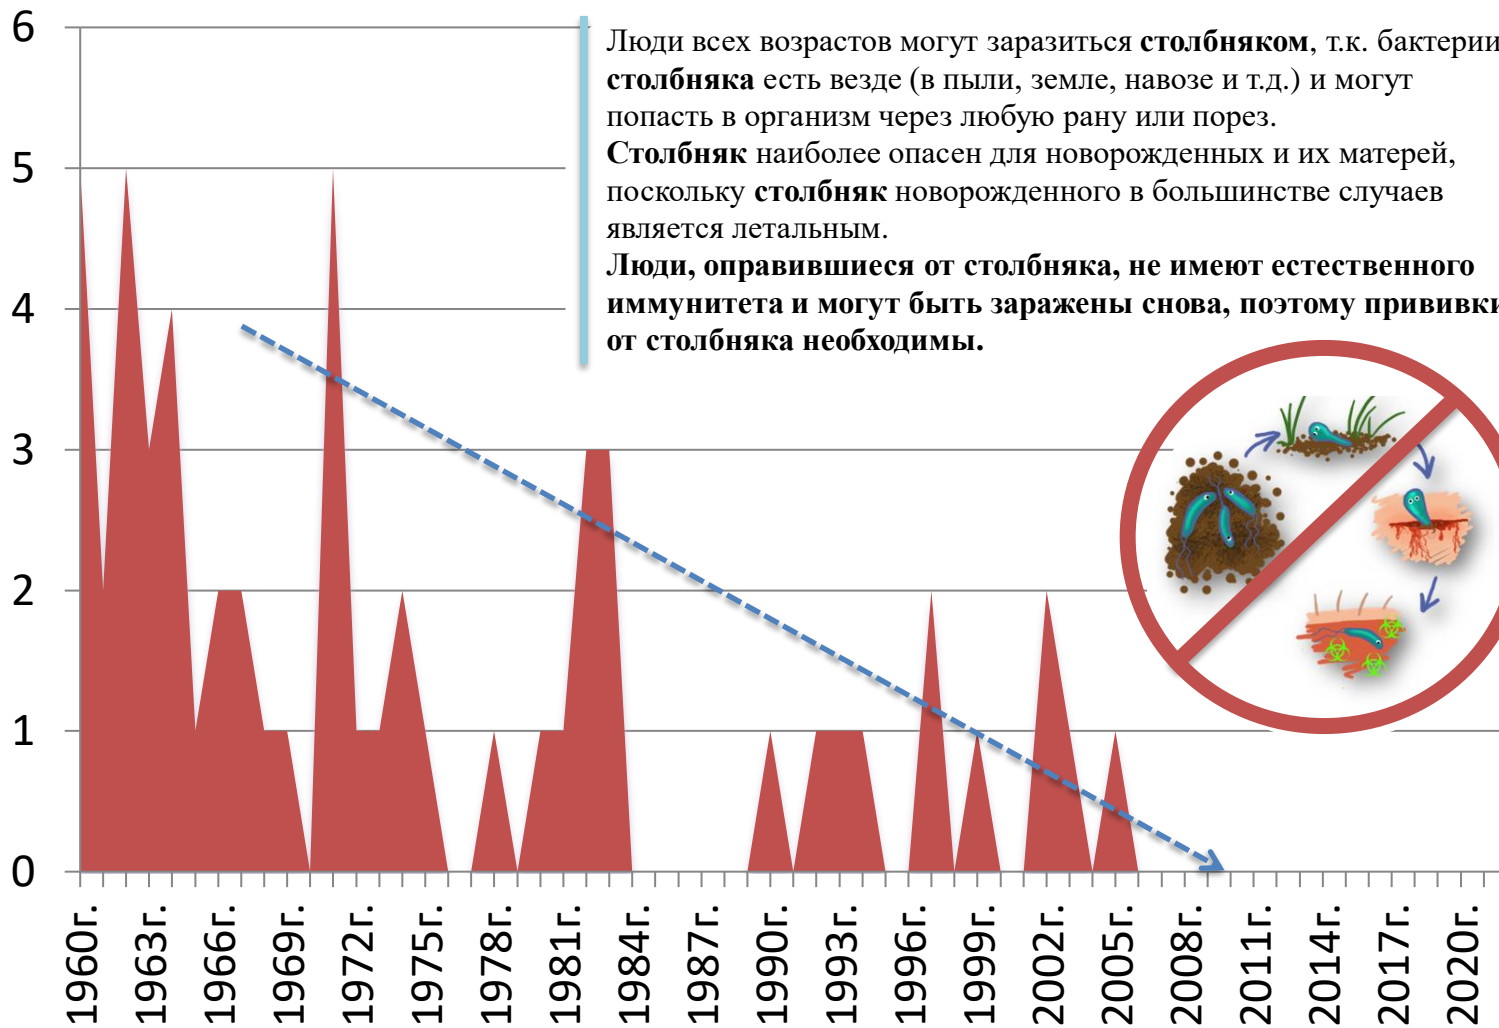 6
5
4
3
2
1
0
Люди всех возрастов могут заразиться столбняком, т.к. бактерии
столбняка есть везде (в пыли, земле, навозе и т.д.) и могут
попасть в организм через любую рану или порез.
Столбняк наиболее опасен для новорожденных и их матерей,
поскольку столбняк новорожденного в большинстве случаев
является летальным.
Люди, оправившиеся от столбняка, не имеют естественного
иммунитета и могут быть заражены снова, поэтому прививки
от столбняка необходимы.
1960г.
1963г.
1966г.
1969г.
1972г.
1975г.
1978г.
1981г.
1984г.
1987г.
1990г.
1993г.
1996г.
1999г.
2002г.
2005г.
2008г.
2011г.
2014г.
2017г.
2020г.